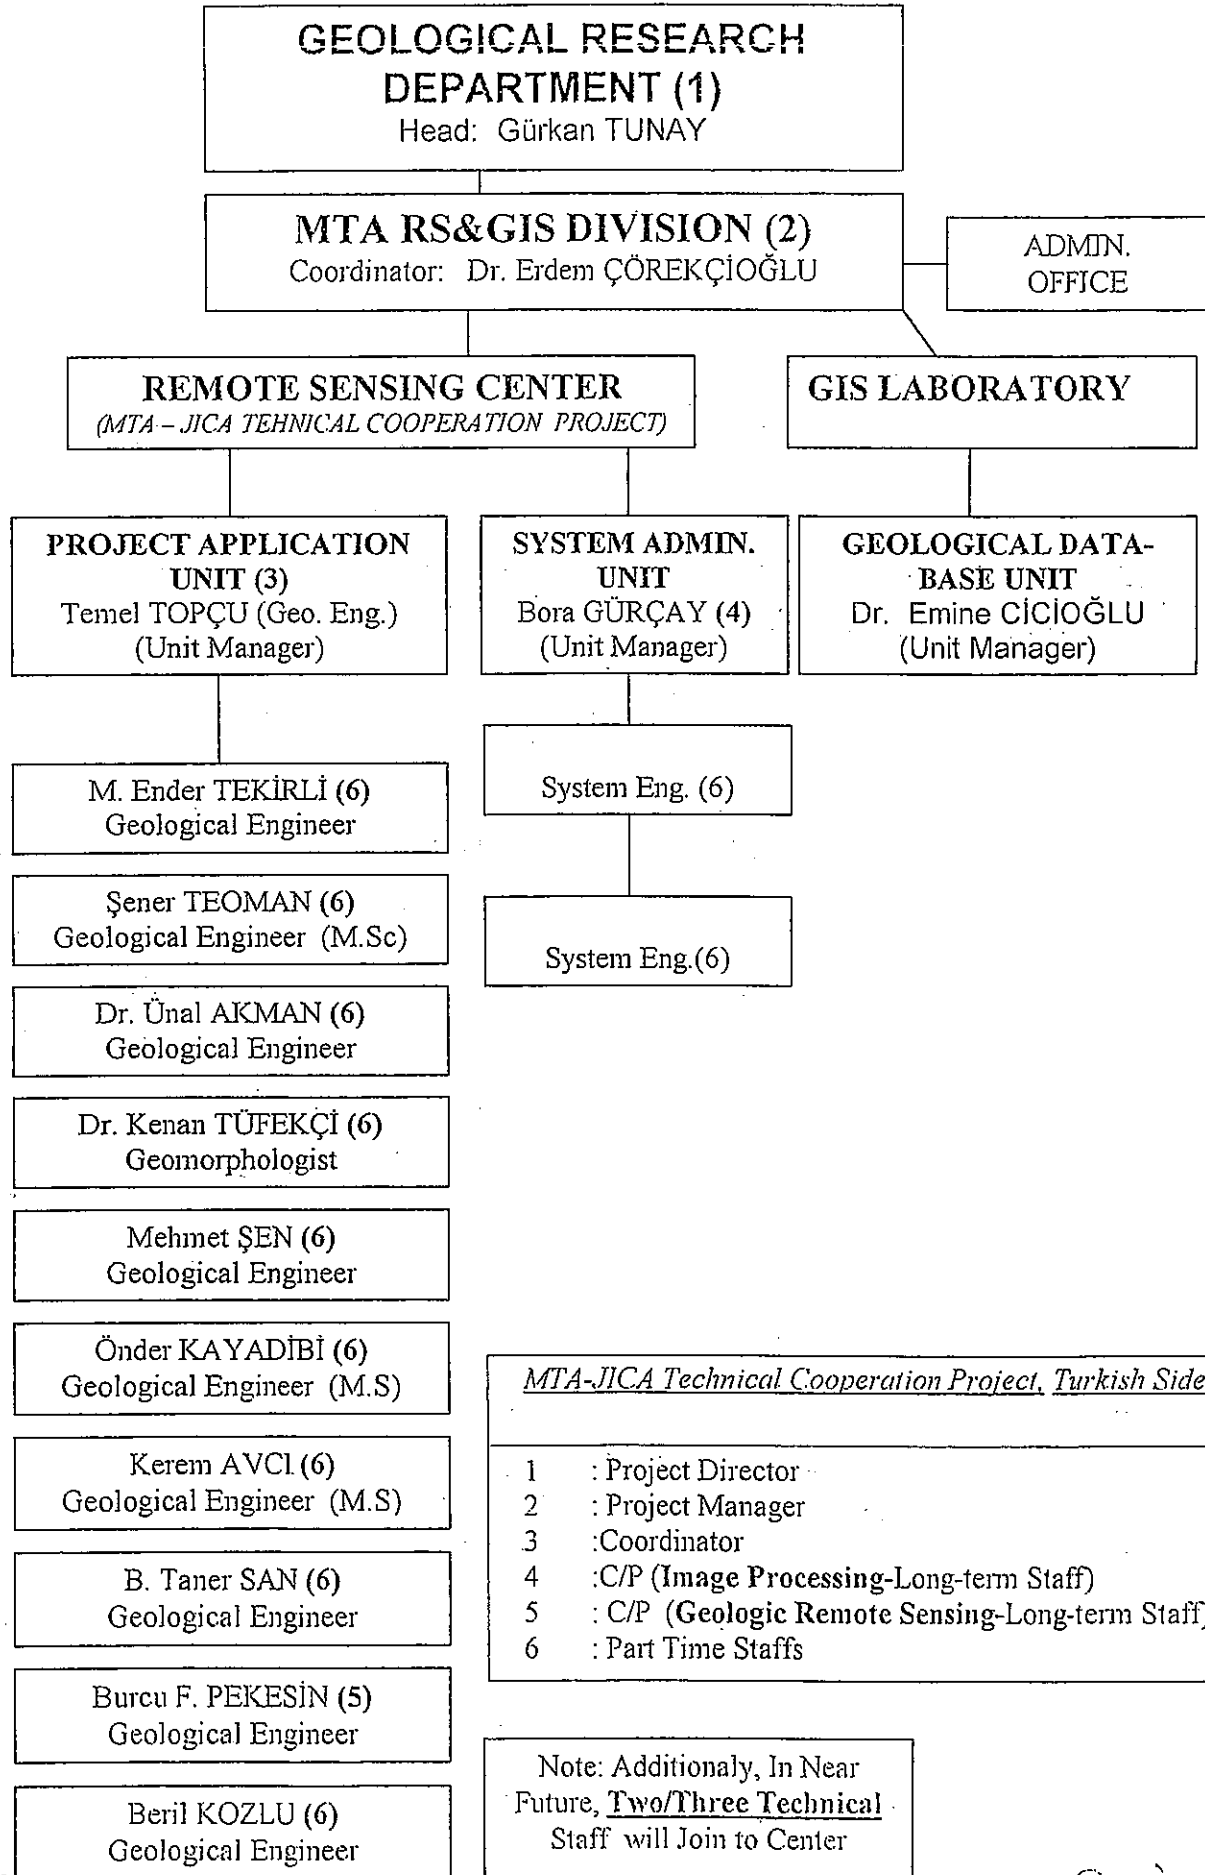 GEOLOGICAL RESEARCH
DEPARTMENT (1)
Head: Gürkan TUNAY
MTA RS&GIS DIVISION (2)
Coordinator: Dr. Erdem ÇÖREKÇİOĞLU
ADMIN.
OFFICE
REMOTE SENSING CENTER
(MTA – JICA TEHNICAL COOPERATION PROJECT)
GIS LABORATORY
PROJECT APPLICATION
UNIT (3)
Temel TOPÇU (Geo. Eng.)
(Unit Manager)
SYSTEM ADMIN.
UNIT
Bora GÜRÇAY (4)
(Unit Manager)
GEOLOGICAL DATA-
BASE UNIT
Dr. Emine CİCİOĞLU
(Unit Manager)
M. Ender TEKİRLİ (6)
Geological Engineer
Şener TEOMAN (6)
Geological Engineer (M.Sc)
Dr. Ünal AKMAN (6)
Geological Engineer
Dr. Kenan TÜFEKÇİ (6)
Geomorphologist
Mehmet ŞEN (6)
Geological Engineer
Önder KAYADİBİ (6)
Geological Engineer (M.S)
Kerem AVCI (6)
Geological Engineer (M.S)
B. Taner SAN (6)
Geological Engineer
Burcu F. PEKESİN (5)
Geological Engineer
Beril KOZLU (6)
Geological Engineer
System Eng. (6)
System Eng.(6)
MTA-JICA Technical Cooperation Project, Turkish Side
1 : Project Director
2 : Project Manager
3 :Coordinator
4 :C/P (Image Processing-Long-term Staff)
5 : C/P (Geologic Remote Sensing-Long-term Staff)
6 : Part Time Staffs
Note: Additionaly, In Near
Future, Two/Three Technical
Staff will Join to Center